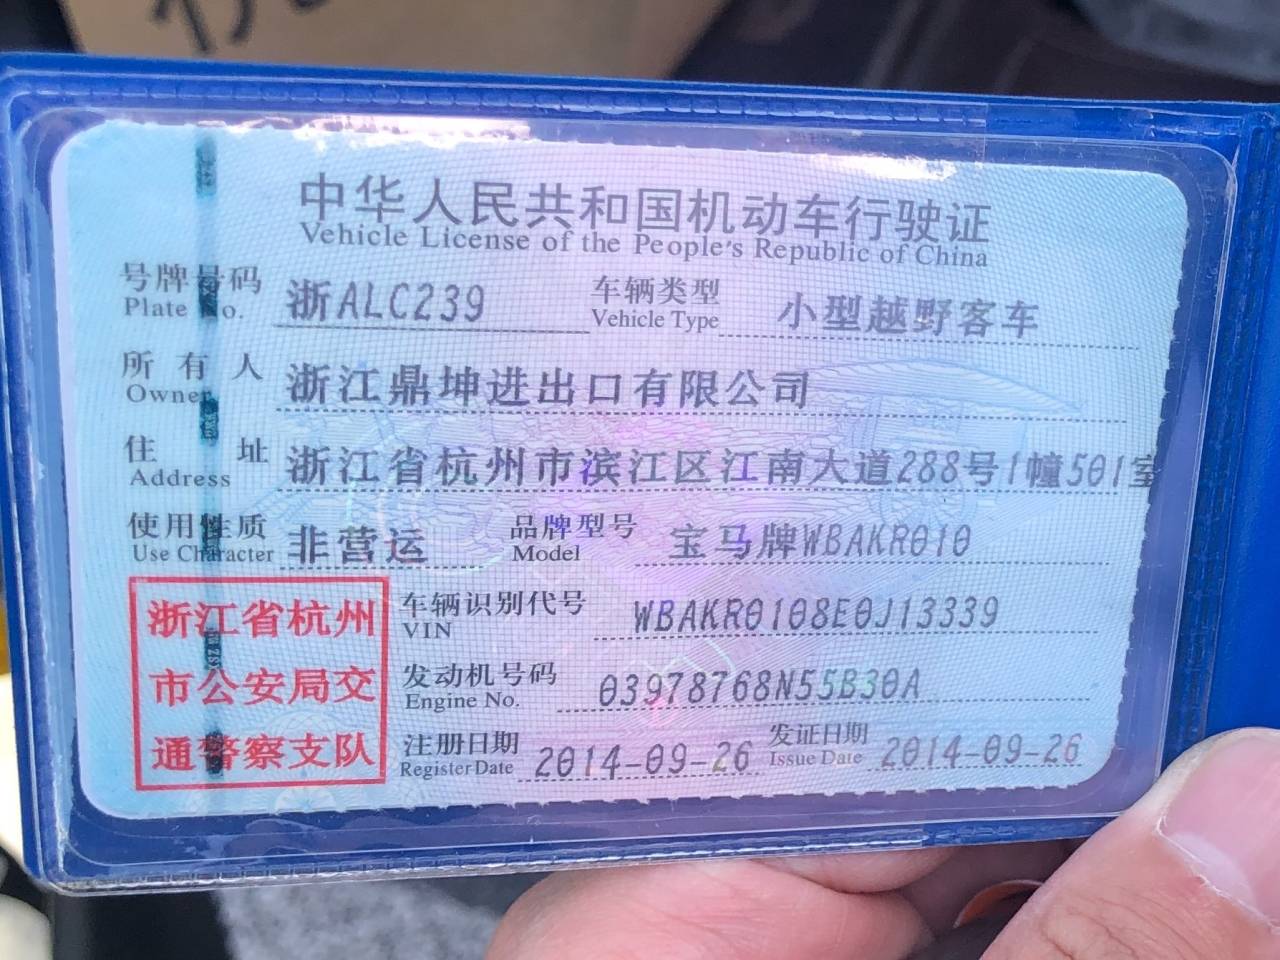 中华人民共和国机动车行驶证
Vehicle License of the People's Republic of China
号牌号码 浙ALC239 车辆类型 小型越野客车
Plate No. Vehicle Type
所有人 浙江鼎坤进出口有限公司
Owner
住址 浙江省杭州市滨江区江南大道288号1幢501室
Address
使用性质 非营运 品牌型号 宝马牌WBAKR010
Use Character Model
浙江省杭州
市公安局交
通警察支队
车辆识别代号 WBAKR0108E0J13339
VIN
发动机号码 03978768N55B30A
Engine No.
注册日期 2014-09-26 发证日期 2014-09-26
Register Date Issue Date